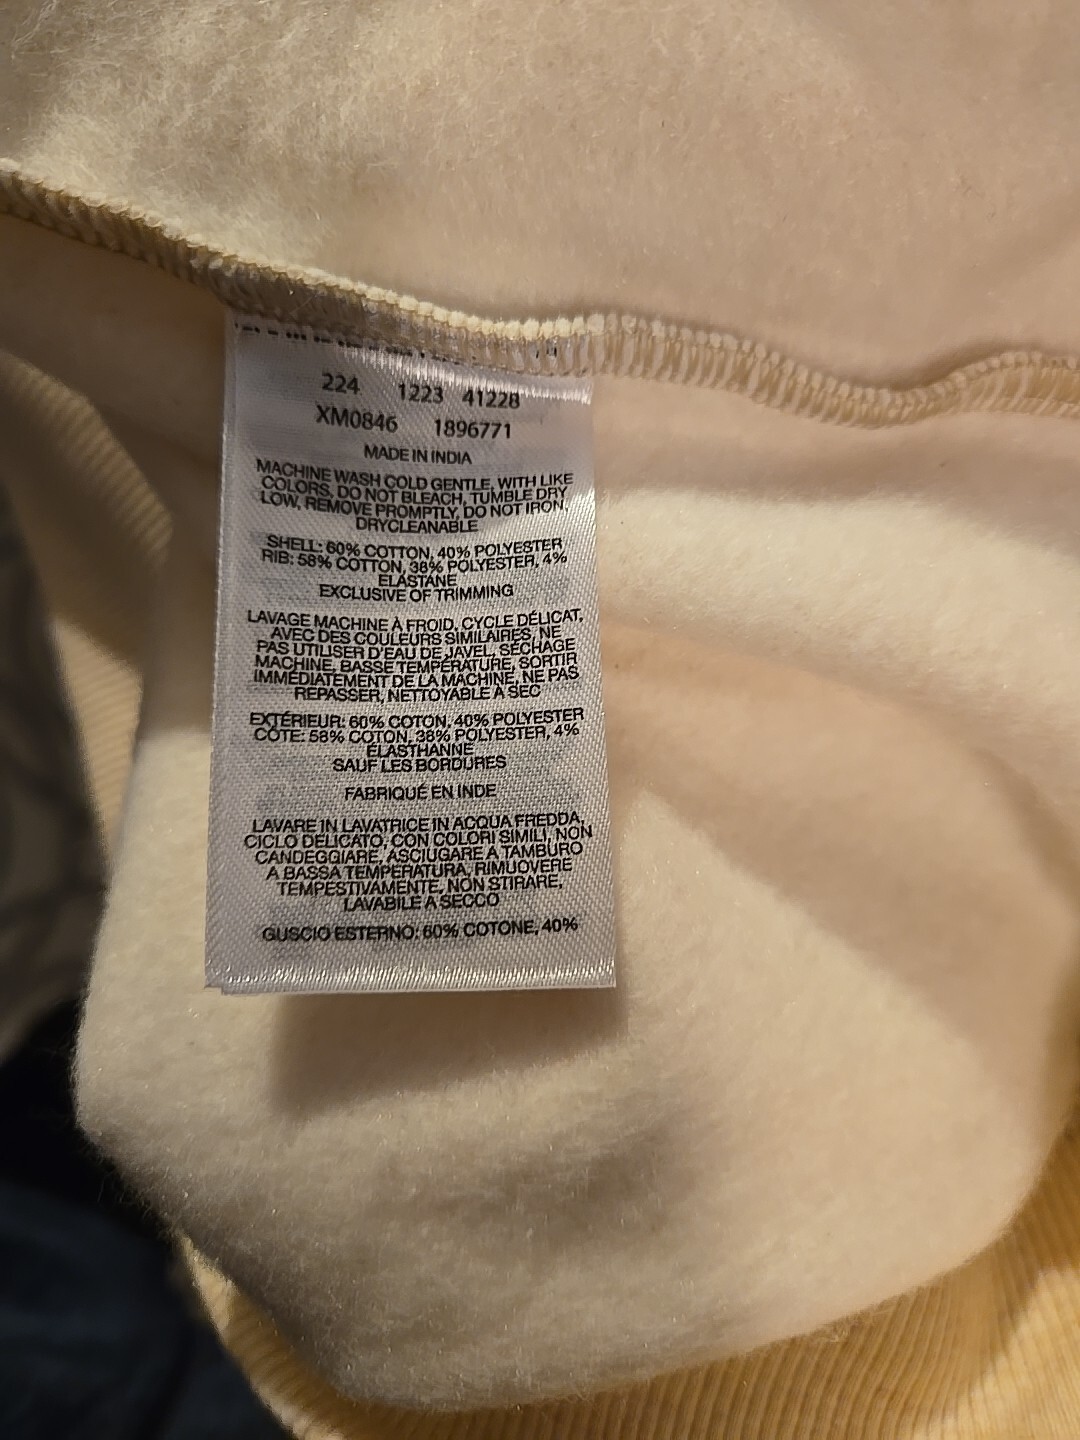 224 1223 41228
XM0846 1896771
MADE IN INDIA
MACHINE WASH COLD GENTLE, WITH LIKE
COLORS, DO NOT BLEACH, TUMBLE DRY
LOW, REMOVE PROMPTLY, DO NOT IRON,
DRYCLEANABLE
SHELL: 60% COTTON, 40% POLYESTER
RIB: 58% COTTON, 38% POLYESTER, 4%
ELASTANE
EXCLUSIVE OF TRIMMING
LAVAGE MACHINE À FROID, CYCLE DÉLICAT,
AVEC DES COULEURS SIMILAIRES, NE
PAS UTILISER D'EAU DE JAVEL, SÉCHAGE
MACHINE, BASSE TEMPÉRATURE, SORTIR
IMMÉDIATEMENT DE LA MACHINE, NE PAS
REPASSER, NETTOYABLE À SEC
EXTÉRIEUR: 60% COTON, 40% POLYESTER
CÔTE: 58% COTON, 38% POLYESTER, 4%
ÉLASTHANNE
SAUF LES BORDURES
FABRIQUÉ EN INDE
LAVARE IN LAVATRICE IN ACQUA FREDDA,
CICLO DELICATO, CON COLORI SIMILI, NON
CANDEGGIARE, ASCIUGARE A TAMBURO
A BASSA TEMPERATURA, RIMUOVERE
TEMPESTIVAMENTE, NON STIRARE,
LAVABILE A SECCO
GUSCIO ESTERNO: 60% COTONE, 40%